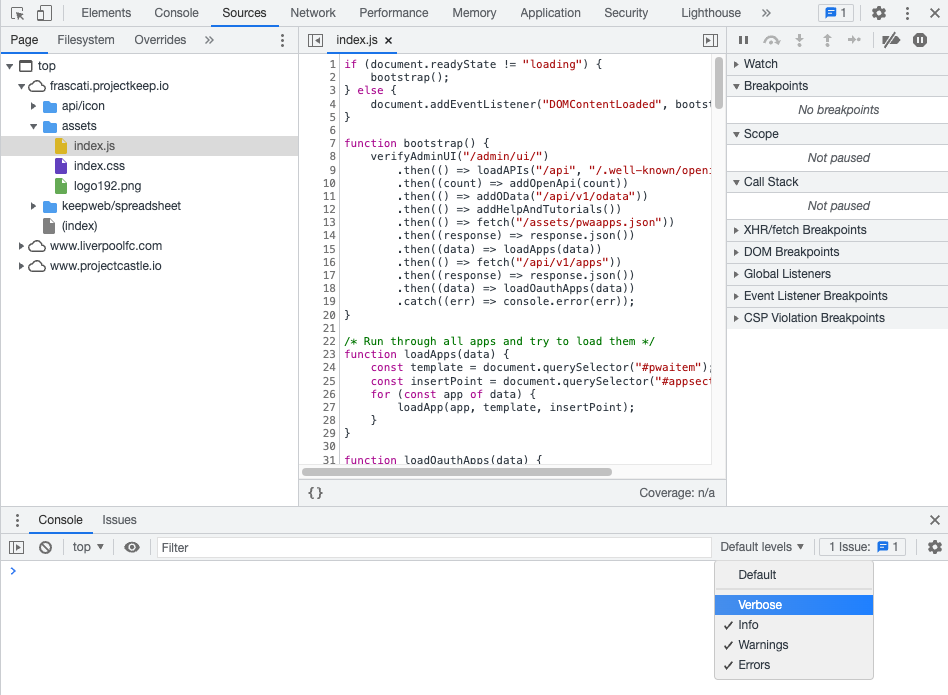 Elements Console Sources Network Performance Memory Application Security Lighthouse » 1
Page Filesystem Overrides »
index.js ×
top
frascati.projectkeep.io
api/icon
assets
index.js
index.css
logo192.png
keepweb/spreadsheet
(index)
www.liverpoolfc.com
www.projectcastle.io
1 if (document.readyState != "loading") {
2     bootstrap();
3 } else {
4     document.addEventListener("DOMContentLoaded", bootst
5 }
6
7 function bootstrap() {
8     verifyAdminUI("/admin/ui/")
9         .then(() => loadAPIs("/api", "/.well-known/openi
10         .then((count) => addOpenApi(count))
11         .then(() => addOData("/api/v1/odata"))
12         .then(() => addHelpAndTutorials())
13         .then(() => fetch("/assets/pwaapps.json"))
14         .then((response) => response.json())
15         .then((data) => loadApps(data))
16         .then(() => fetch("/api/v1/apps"))
17         .then((response) => response.json())
18         .then((data) => loadOauthApps(data))
19         .catch((err) => console.error(err));
20 }
21
22 /* Run through all apps and try to load them */
23 function loadApps(data) {
24     const template = document.querySelector("#pwaitem");
25     const insertPoint = document.querySelector("#appsect
26     for (const app of data) {
27         loadApp(app, template, insertPoint);
28     }
29 }
30
31 function loadOauthApps(data) {
{} Coverage: n/a
Watch
Breakpoints
No breakpoints
Scope
Not paused
Call Stack
Not paused
XHR/fetch Breakpoints
DOM Breakpoints
Global Listeners
Event Listener Breakpoints
CSP Violation Breakpoints
Console Issues
top ▼ Filter Default levels ▼ 1 Issue: 1
Default
Verbose
✓ Info
✓ Warnings
✓ Errors